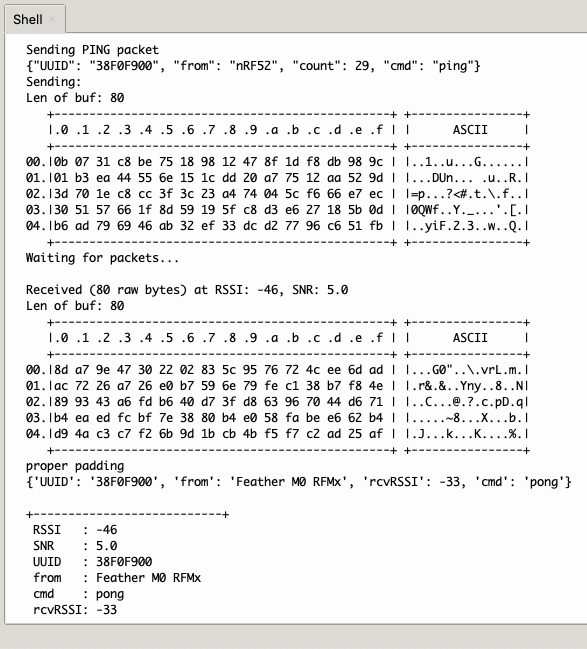 Shell ×
Sending PING packet
{"UUID": "38F0F900", "from": "nRF52", "count": 29, "cmd": "ping"}
Sending:
Len of buf: 80
+------------------------------------------------+ +----------------+
|.0 .1 .2 .3 .4 .5 .6 .7 .8 .9 .a .b .c .d .e .f | |      ASCII     |
+------------------------------------------------+ +----------------+
00.|0b 07 31 c8 be 75 18 98 12 47 8f 1d f8 db 98 9c | |..1..u...G......|
01.|01 b3 ea 44 55 6e 15 1c dd 20 a7 75 12 aa 52 9d | |...DUn... .u..R.|
02.|3d 70 1e c8 cc 3f 3c 23 a4 74 04 5c f6 66 e7 ec | |=p...?<#.t.\.f..|
03.|30 51 57 66 1f 8d 59 19 5f c8 d3 e6 27 18 5b 0d | |0QWf..Y._...'.[.|
04.|b6 ad 79 69 46 ab 32 ef 33 dc d2 77 96 c6 51 fb | |..yiF.2.3..w..Q.|
+------------------------------------------------+ +----------------+
Waiting for packets...
Received (80 raw bytes) at RSSI: -46, SNR: 5.0
Len of buf: 80
+------------------------------------------------+ +----------------+
|.0 .1 .2 .3 .4 .5 .6 .7 .8 .9 .a .b .c .d .e .f | |      ASCII     |
+------------------------------------------------+ +----------------+
00.|8d a7 9e 47 30 22 02 83 5c 95 76 72 4c ee 6d ad | |...G0"..\.vrL.m.|
01.|ac 72 26 a7 26 e0 b7 59 6e 79 fe c1 38 b7 f8 4e | |.r&.&..Yny..8..N|
02.|89 93 43 a6 fd b6 40 d7 3f d8 63 96 70 44 d6 71 | |..C...@.?.c.pD.q|
03.|b4 ea ed fc bf 7e 38 80 b4 e0 58 fa be e6 62 b4 | |.....~8...X...b.|
04.|d9 4a c3 c7 f2 6b 9d 1b cb 4b f5 f7 c2 ad 25 af | |.J...k...K....%.|
+------------------------------------------------+ +----------------+
proper padding
{'UUID': '38F0F900', 'from': 'Feather M0 RFMx', 'rcvRSSI': -33, 'cmd': 'pong'}
+---------------------------+
RSSI   : -46
SNR    : 5.0
UUID   : 38F0F900
from   : Feather M0 RFMx
cmd    : pong
rcvRSSI: -33